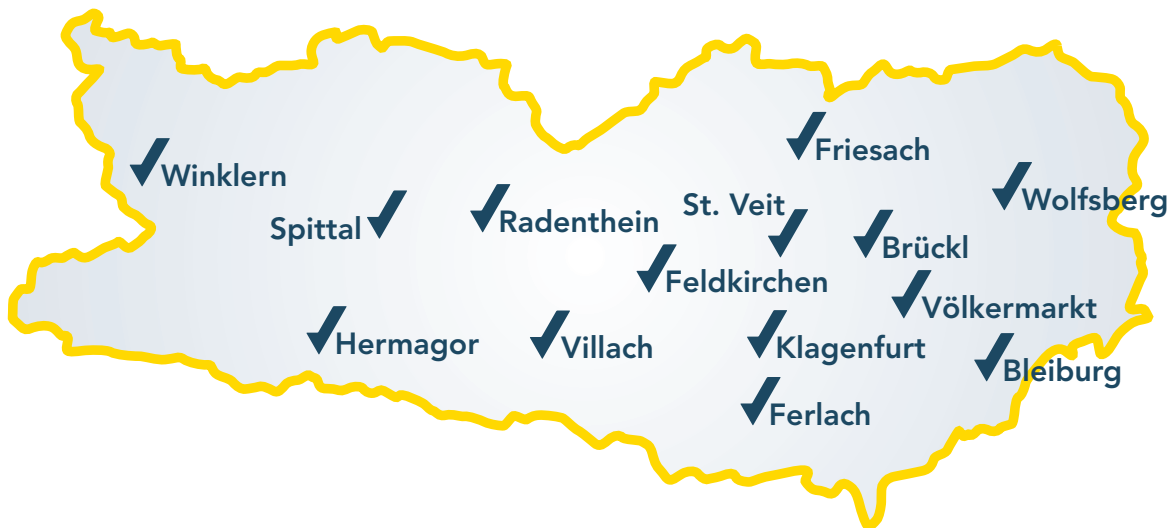 Friesach
Winklern
Wolfsberg
St. Veit
Radenthein
Spittal
Brückl
Feldkirchen
Völkermarkt
Hermagor
Villach
Klagenfurt
Bleiburg
Ferlach